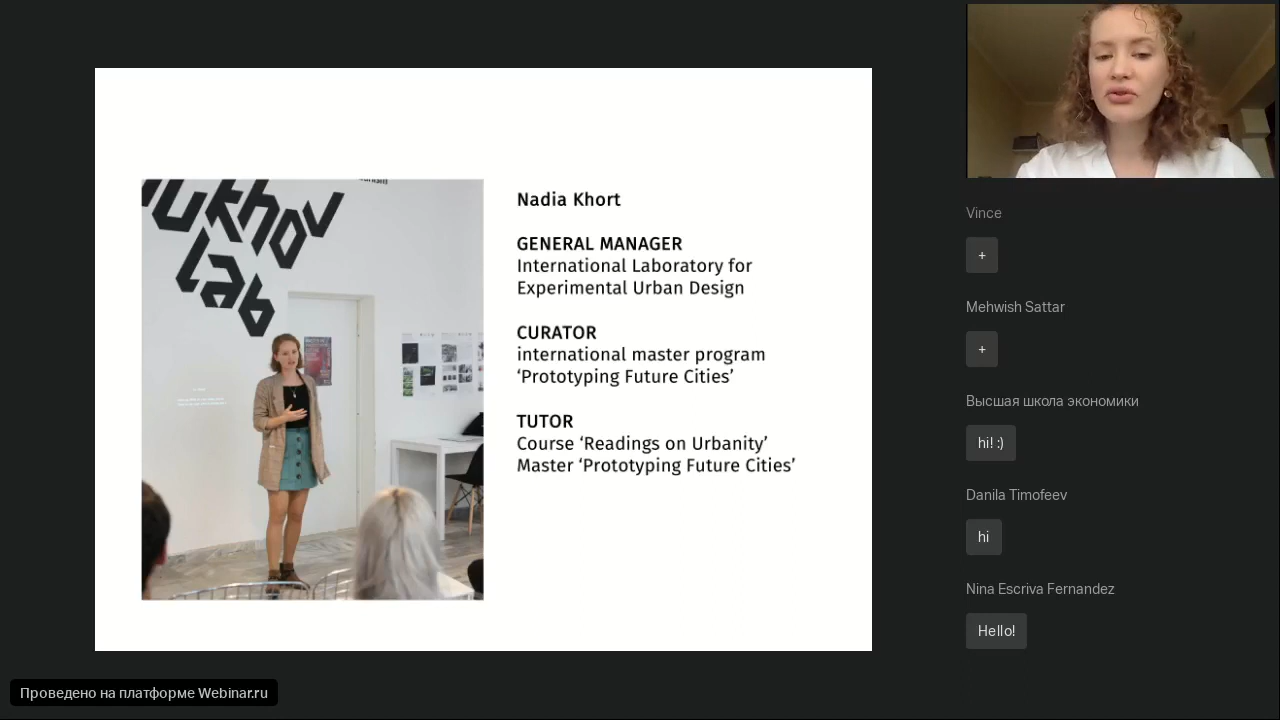 ukhov
lab
Nadia Khort
GENERAL MANAGER
International Laboratory for
Experimental Urban Design
CURATOR
international master program
‘Prototyping Future Cities’
TUTOR
Course ‘Readings on Urbanity’
Master ‘Prototyping Future Cities’
Vince
+
Mehwish Sattar
+
Высшая школа экономики
hi! :)
Danila Timofeev
hi
Nina Escriva Fernandez
Hello!
Проведено на платформе Webinar.ru